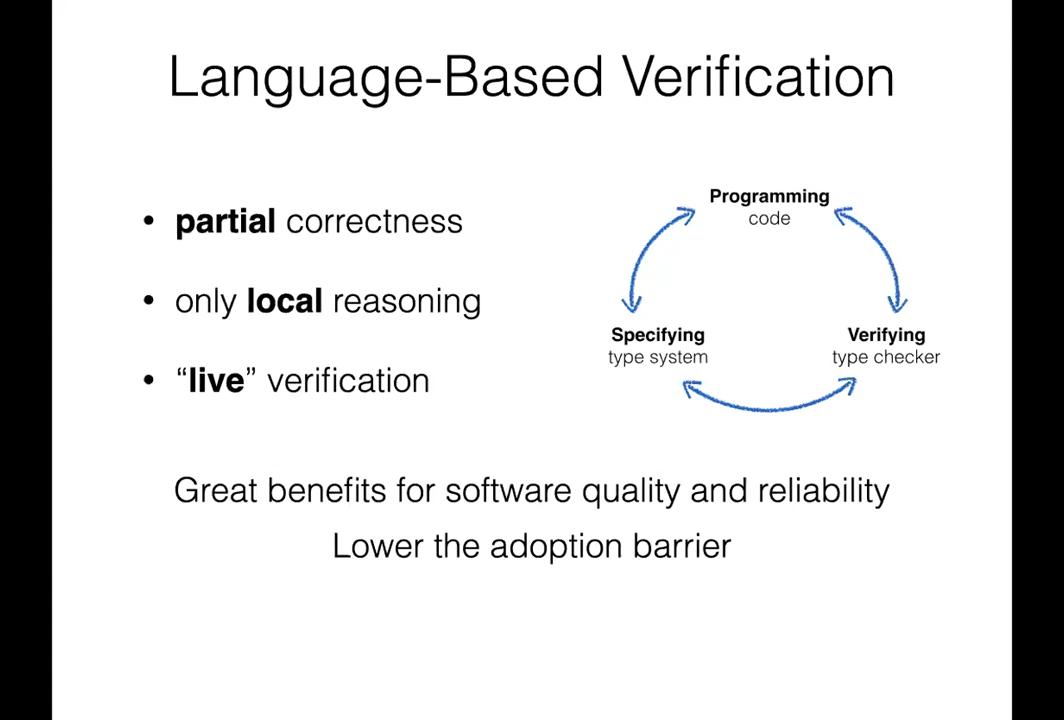 Language-Based Verification
• partial correctness
• only local reasoning
• “live” verification
Programming
code
Specifying
type system
Verifying
type checker
Great benefits for software quality and reliability
Lower the adoption barrier